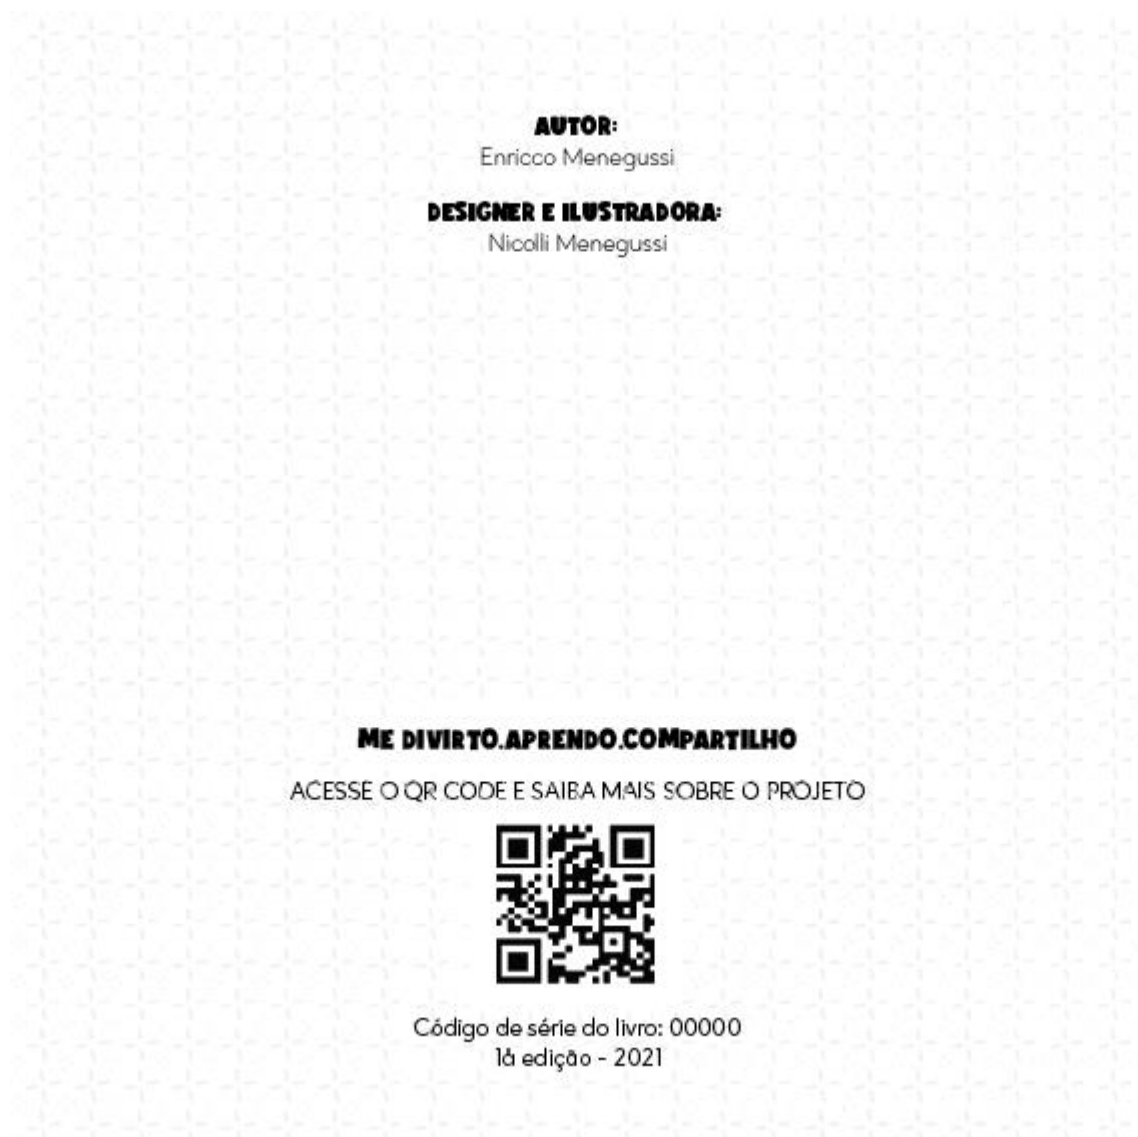 AUTOR:
Enricco Menegussi
DESIGNER E ILUSTRADORA:
Nicolli Menegussi
ME DIVIRTO.APRENDO.COMPARTILHO
ACESSE O QR CODE E SAIBA MAIS SOBRE O PROJETO
Código de série do livro: 00000
1ª edição - 2021